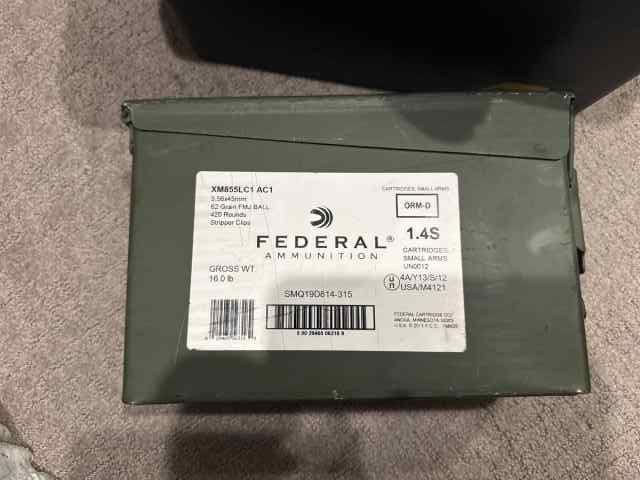 XM855LC1 AC1
5.56x45mm
62 Grain FMJ BALL
420 Rounds
Stripper Clips
GROSS WT.
16.0 lb
FEDERAL®
AMMUNITION
SMQ19D814-315
CARTRIDGES, SMALL ARMS
ORM-D
1.4S
CARTRIDGES,
SMALL ARMS
UN0012
un
4A/Y13/S/12
USA/M4121
FEDERAL CARTRIDGE CO.
ANOKA, MINNESOTA 55303